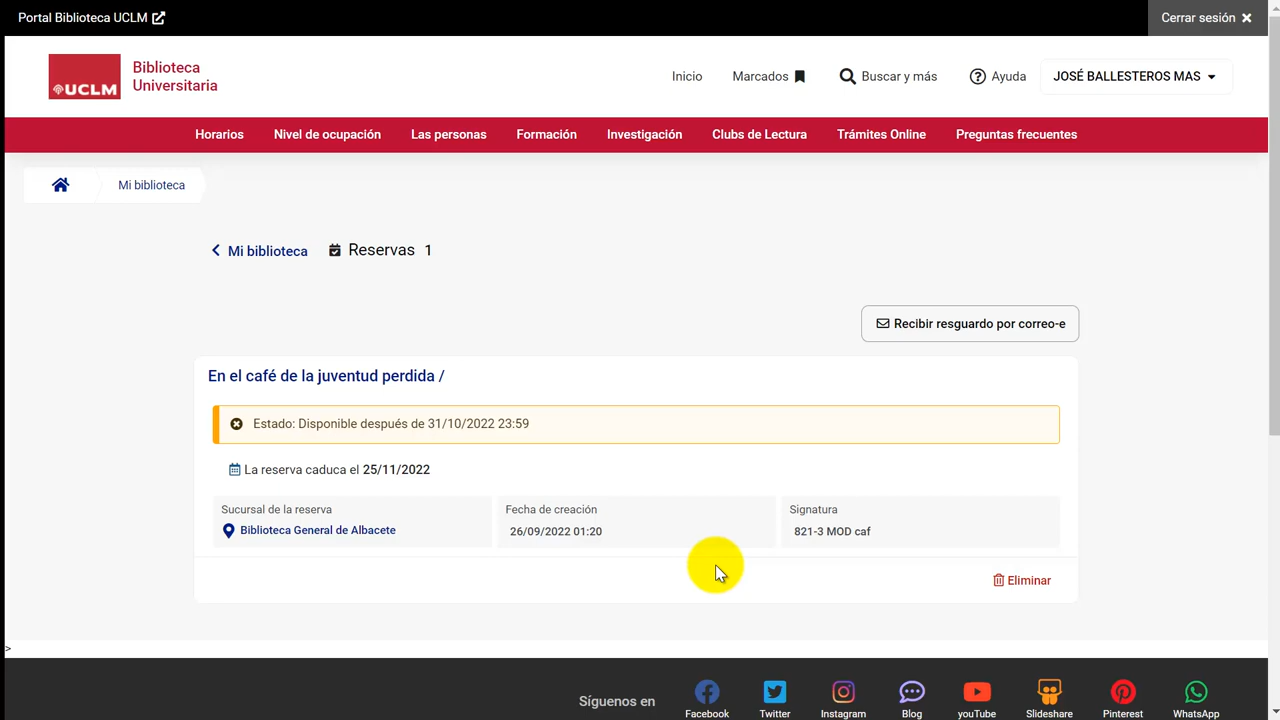 Portal Biblioteca UCLM
Cerrar sesión
UCLM
Biblioteca
Universitaria
Inicio
Marcados
Buscar y más
Ayuda
JOSÉ BALLESTEROS MAS
Horarios
Nivel de ocupación
Las personas
Formación
Investigación
Clubs de Lectura
Trámites Online
Preguntas frecuentes
Mi biblioteca
Mi biblioteca
Reservas 1
Recibir resguardo por correo-e
En el café de la juventud perdida /
Estado: Disponible después de 31/10/2022 23:59
La reserva caduca el 25/11/2022
Sucursal de la reserva
Biblioteca General de Albacete
Fecha de creación
26/09/2022 01:20
Signatura
821-3 MOD caf
Eliminar
>
Síguenos en
Facebook
Twitter
Instagram
Blog
youTube
Slideshare
Pinterest
WhatsApp